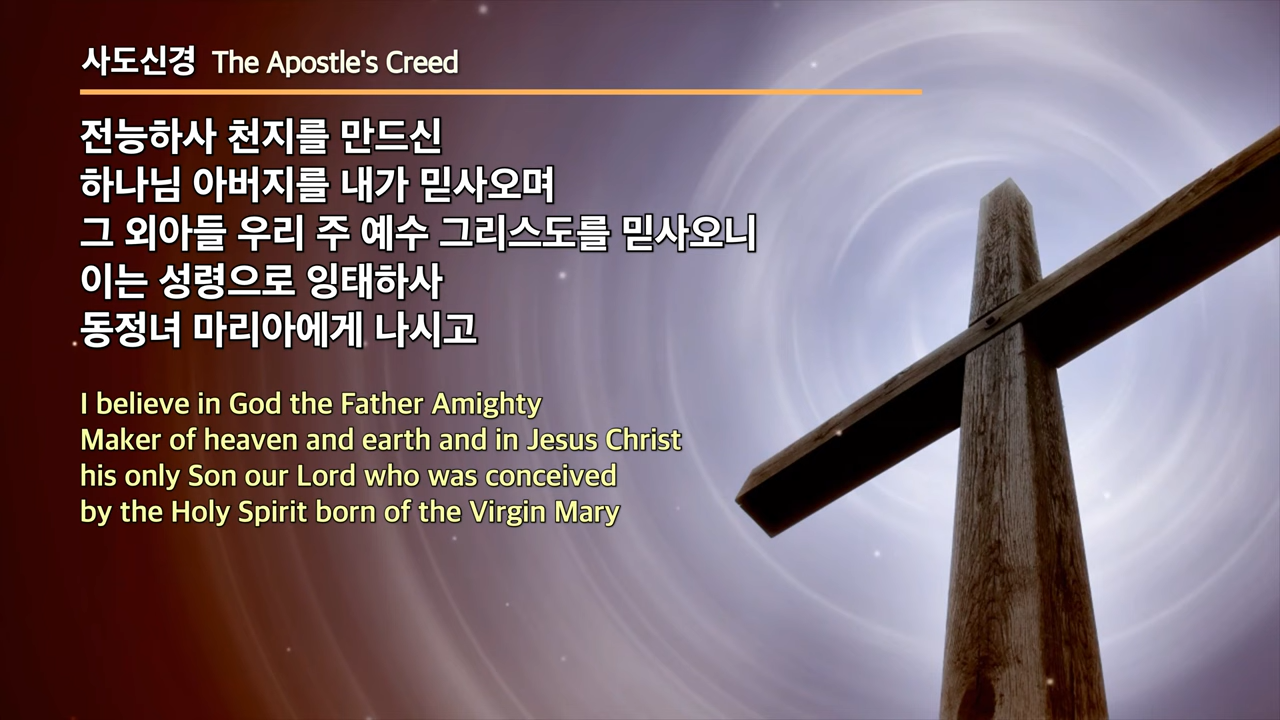 사도신경 The Apostle's Creed
전능하사 천지를 만드신
하나님 아버지를 내가 믿사오며
그 외아들 우리 주 예수 그리스도를 믿사오니
이는 성령으로 잉태하사
동정녀 마리아에게 나시고
I believe in God the Father Amighty
Maker of heaven and earth and in Jesus Christ
his only Son our Lord who was conceived
by the Holy Spirit born of the Virgin Mary